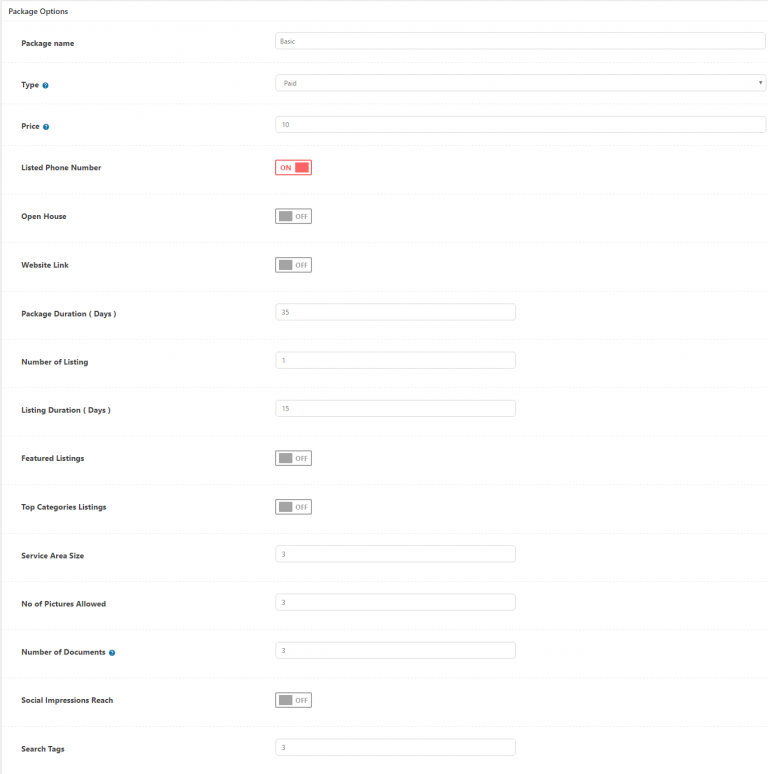 Package Options
Package name Basic
Type Paid
Price 10
Listed Phone Number ON
Open House OFF
Website Link OFF
Package Duration ( Days ) 35
Number of Listing 1
Listing Duration ( Days ) 15
Featured Listings OFF
Top Categories Listings OFF
Service Area Size 3
No of Pictures Allowed 3
Number of Documents 3
Social Impressions Reach OFF
Search Tags 3